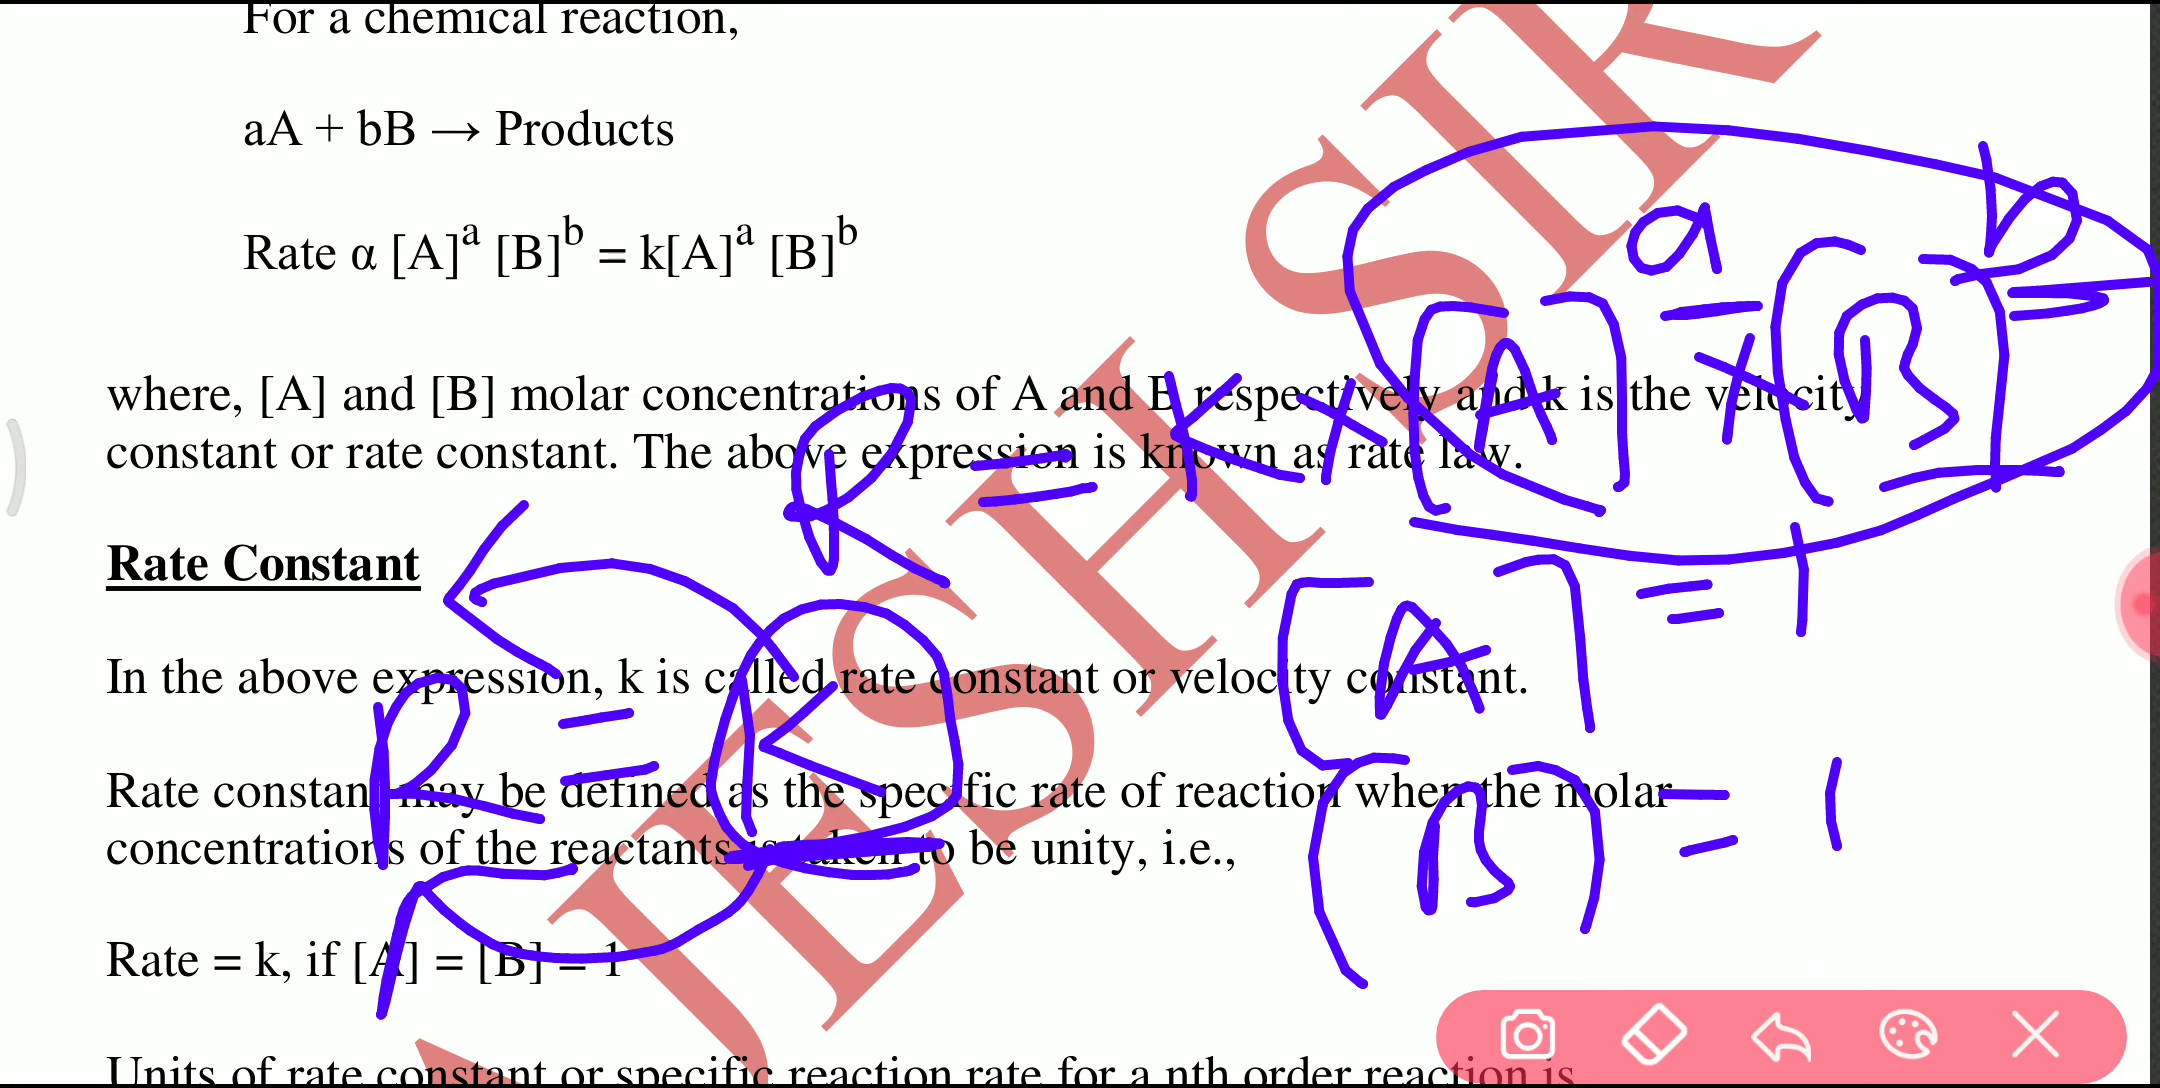 For a chemical reaction,
aA + bB → Products
Rate α [A]^a [B]^b = k[A]^a [B]^b
where, [A] and [B] molar concentrations of A and B respectively and k is the velocity
constant or rate constant. The above expression is known as rate law.
R = K × [A]^a × [B]^b
Rate Constant
[A] = 1
In the above expression, k is called rate constant or velocity constant.
R = K
Rate constant may be defined as the specific rate of reaction when the molar
[B] = 1
concentrations of the reactants is taken to be unity, i.e.,
Rate = k, if [A] = [B] = 1
Units of rate constant or specific reaction rate for a nth order reaction is
JESH SIR